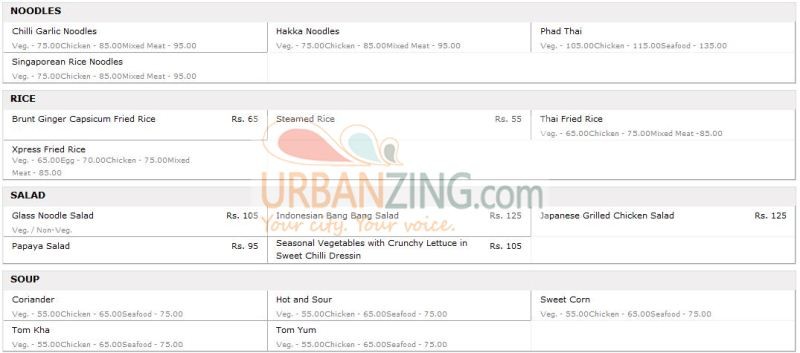 NOODLES
Chilli Garlic Noodles
Veg. - 75.00Chicken - 85.00Mixed Meat - 95.00
Hakka Noodles
Veg. - 75.00Chicken - 85.00Mixed Meat - 95.00
Phad Thai
Veg. - 105.00Chicken - 115.00Seafood - 135.00
Singaporean Rice Noodles
Veg. - 75.00Chicken - 85.00Mixed Meat - 95.00
RICE
Brunt Ginger Capsicum Fried Rice Rs. 65
Steamed Rice Rs. 55
Thai Fried Rice
Veg. - 65.00Chicken - 75.00Mixed Meat -85.00
Xpress Fried Rice
Veg. - 65.00Egg - 70.00Chicken - 75.00Mixed
Meat - 85.00
URBANZING.com
Your city. Your voice.
SALAD
Glass Noodle Salad Rs. 105
Veg. / Non-Veg.
Indonesian Bang Bang Salad Rs. 125
Japanese Grilled Chicken Salad Rs. 125
Papaya Salad Rs. 95
Seasonal Vegetables with Crunchy Lettuce in Rs. 105
Sweet Chilli Dressin
SOUP
Coriander
Veg. - 55.00Chicken - 65.00Seafood - 75.00
Hot and Sour
Veg. - 55.00Chicken - 65.00Seafood - 75.00
Sweet Corn
Veg. - 55.00Chicken - 65.00Seafood - 75.00
Tom Kha
Veg. - 55.00Chicken - 65.00Seafood - 75.00
Tom Yum
Veg. - 55.00Chicken - 65.00Seafood - 75.00